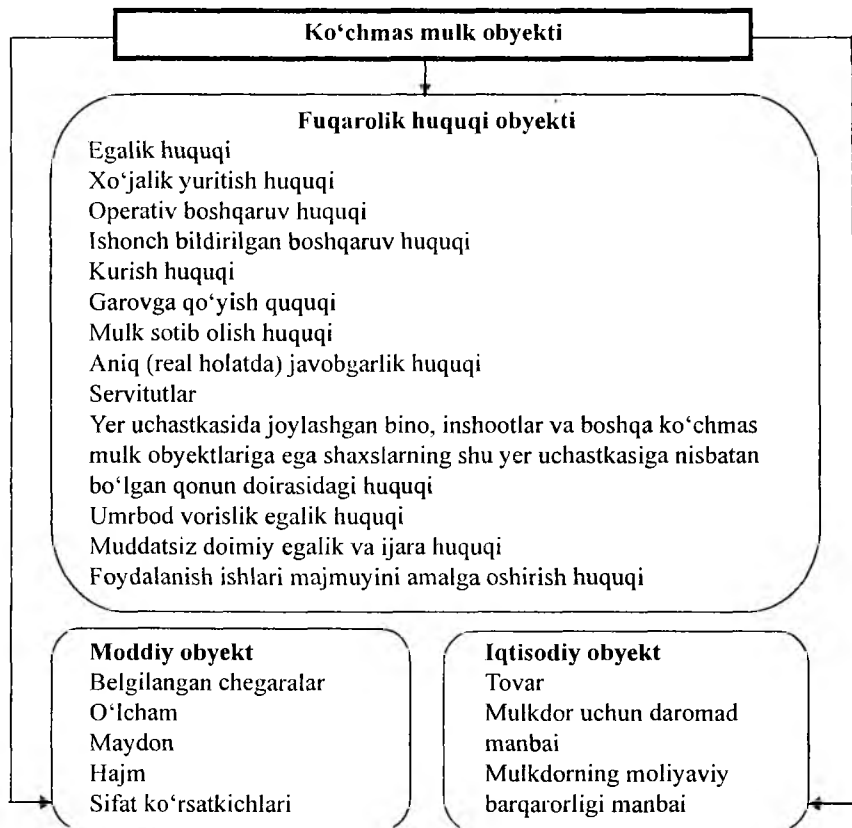 Ko‘chmas mulk obyekti
Fuqarolik huquqi obyekti
Egalik huquqi
Xo‘jalik yuritish huquqi
Operativ boshqaruv huquqi
Ishonch bildirilgan boshqaruv huquqi
Kurish huquqi
Garovga qo‘yish ququqi
Mulk sotib olish huquqi
Aniq (real holatda) javobgarlik huquqi
Servitutlar
Yer uchastkasida joylashgan bino, inshootlar va boshqa ko‘chmas
mulk obyektlariga ega shaxslarning shu yer uchastkasiga nisbatan
bo‘lgan qonun doirasidagi huquqi
Umrbod vorislik egalik huquqi
Muddatsiz doimiy egalik va ijara huquqi
Foydalanish ishlari majmuyini amalga oshirish huquqi
Moddiy obyekt
Belgilangan chegaralar
O‘lcham
Maydon
Hajm
Sifat ko‘rsatkichlari
Iqtisodiy obyekt
Tovar
Mulkdor uchun daromad
manbai
Mulkdorning moliyaviy
barqarorligi manbai